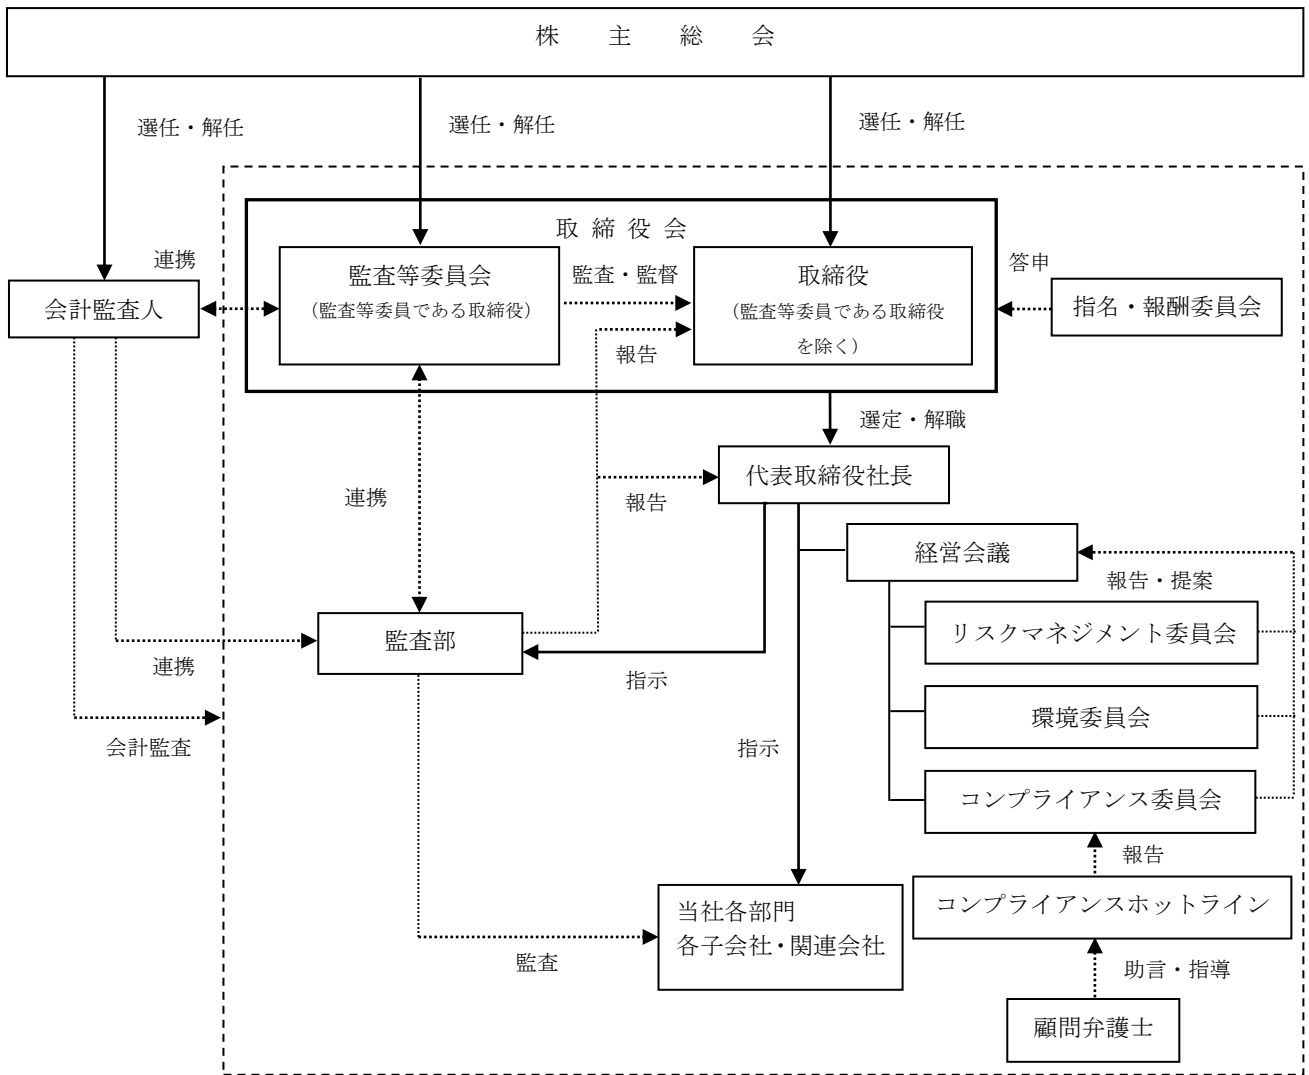 株主総会
選任・解任
選任・解任
選任・解任
取締役会
連携
監査等委員会
(監査等委員である取締役)
監査・監督
取締役
(監査等委員である取締役
を除く)
答申
会計監査人
指名・報酬委員会
報告
選定・解職
代表取締役社長
連携
報告
経営会議
報告・提案
リスクマネジメント委員会
監査部
連携
指示
環境委員会
会計監査
指示
コンプライアンス委員会
報告
当社各部門
各子会社・関連会社
コンプライアンスホットライン
監査
助言・指導
顧問弁護士